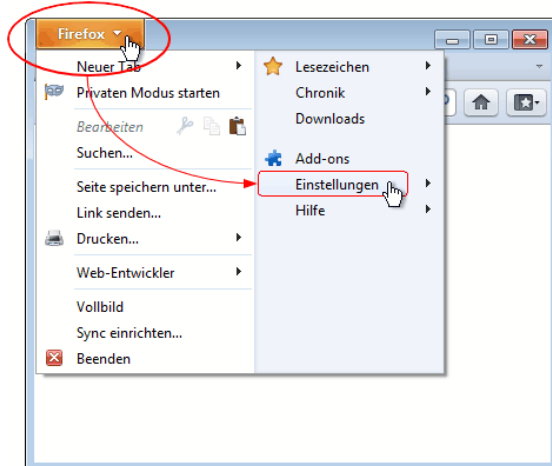 Firefox
Neuer Tab
Privaten Modus starten
Bearbeiten
Suchen...
Seite speichern unter...
Link senden...
Drucken...
Web-Entwickler
Vollbild
Sync einrichten...
Beenden
Lesezeichen
Chronik
Downloads
Add-ons
Einstellungen
Hilfe